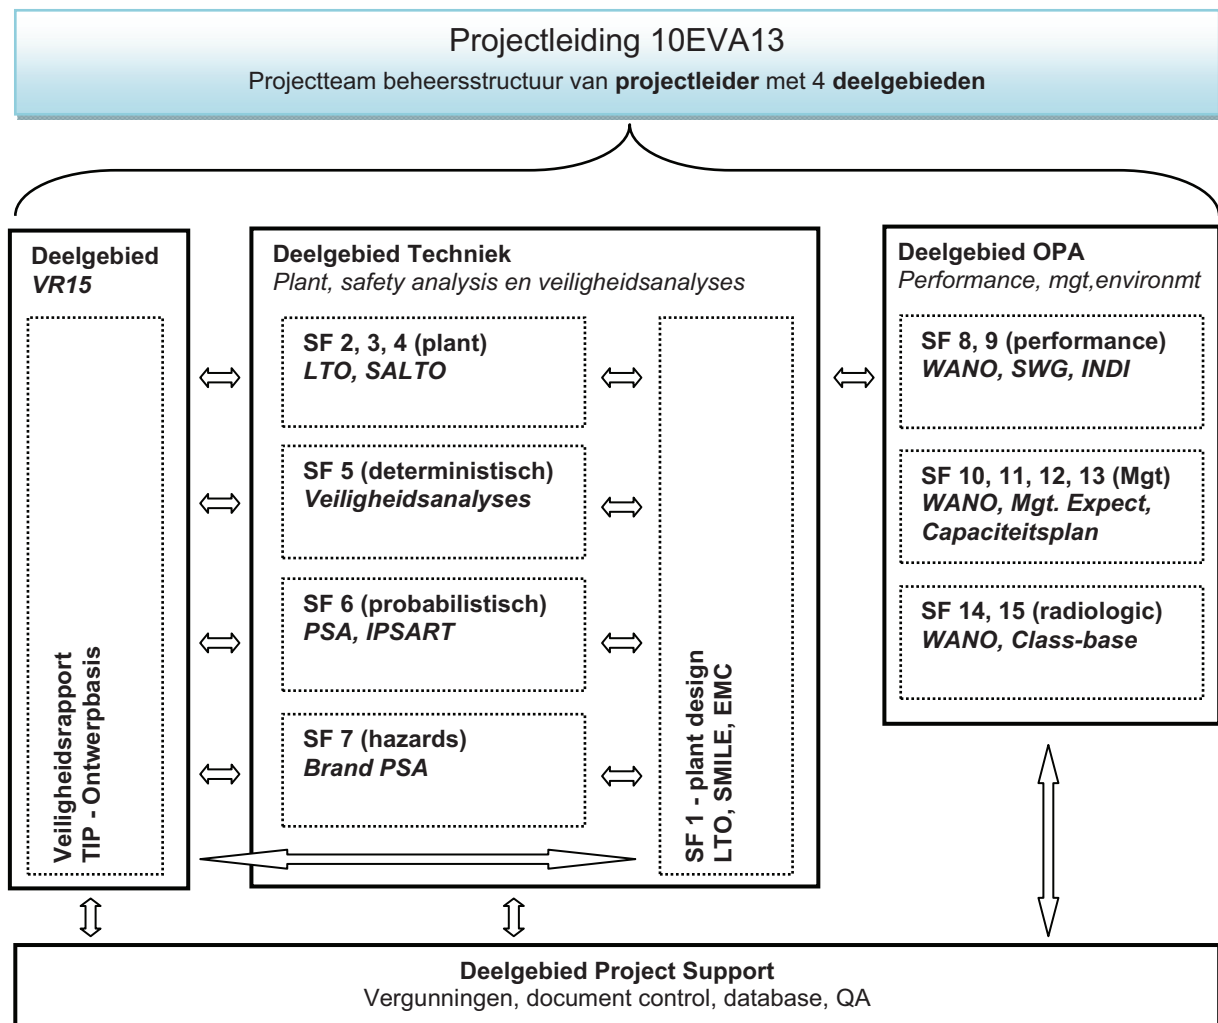 Projectleiding 10EVA13
Projectteam beheersstructuur van projectleider met 4 deelgebieden
Deelgebied
VR15
Veiligheidsrapport
TIP - Ontwerpbasis
Deelgebied Techniek
Plant, safety analysis en veiligheidsanalyses
SF 2, 3, 4 (plant)
LTO, SALTO
SF 5 (deterministisch)
Veiligheidsanalyses
SF 6 (probabilistisch)
PSA, IPSART
SF 7 (hazards)
Brand PSA
SF 1 - plant design
LTO, SMILE, EMC
Deelgebied OPA
Performance, mgt,environmt
SF 8, 9 (performance)
WANO, SWG, INDI
SF 10, 11, 12, 13 (Mgt)
WANO, Mgt. Expect,
Capaciteitsplan
SF 14, 15 (radiologic)
WANO, Class-base
Deelgebied Project Support
Vergunningen, document control, database, QA